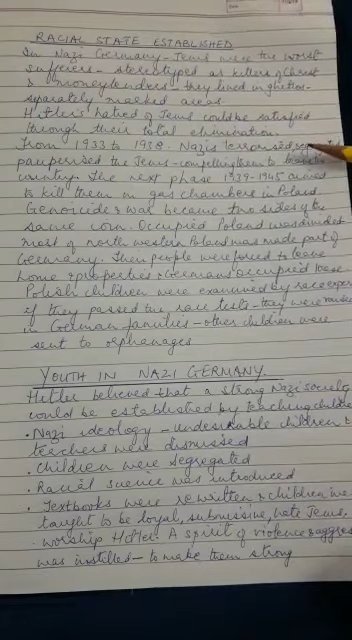 RACIAL STATE ESTABLISHED
In Nazi Germany - Jews were the worst
sufferers - stereotyped as killers of Christ
& moneylenders - they lived in ghettos -
separately marked areas
Hitler's hatred of Jews could be satisfied
through their total elimination.
From 1933 to 1938 - Nazis terrorised
pauperised the Jews - compelling them to leave
country. The next phase 1939-1945 aimed
to kill them in gas chambers in Poland
Genocide & war became two sides of the
same coin. Occupied Poland was divided
most of north western Poland was made part of
Germany. Their people were forced to leave
home & properties & Germans occupied
Polish children were examined by race
if they passed the race tests - they were raised
in German families - other children were
sent to orphanages
YOUTH IN NAZI GERMANY.
Hitler believed that a strong Nazi society
could be established by teaching
. Nazi ideology - undesirable children &
teachers were dismissed
. Children were segregated
. Racial science was introduced
. Textbooks were rewritten & children
taught to be loyal, submissive, hate Jews,
worship Hitler. A spirit of violence &
was instilled - to make them strong